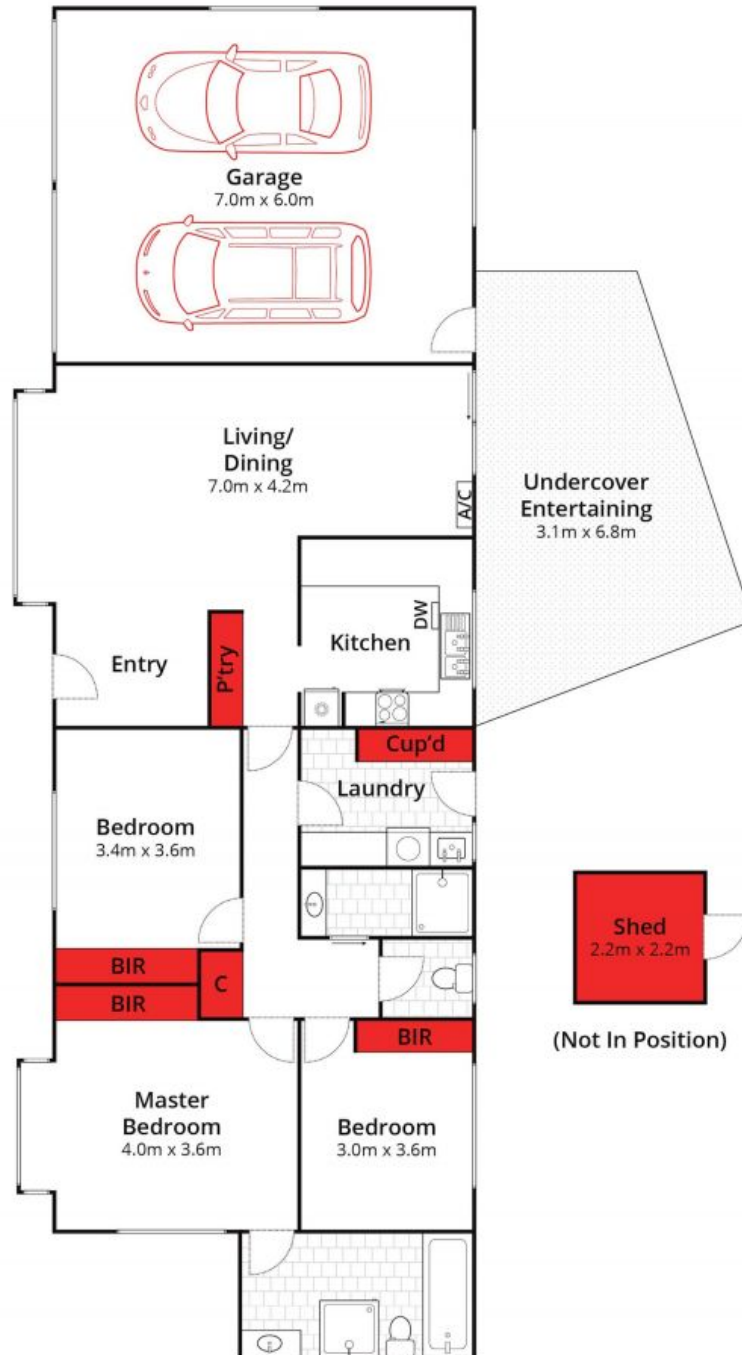 Garage
7.0m x 6.0m
Living/
Dining
7.0m x 4.2m
A/C
Undercover
Entertaining
3.1m x 6.8m
DW
Kitchen
Entry
P'try
Cup'd
Laundry
Bedroom
3.4m x 3.6m
BIR
C
BIR
Shed
2.2m x 2.2m
(Not In Position)
BIR
Master
Bedroom
4.0m x 3.6m
Bedroom
3.0m x 3.6m